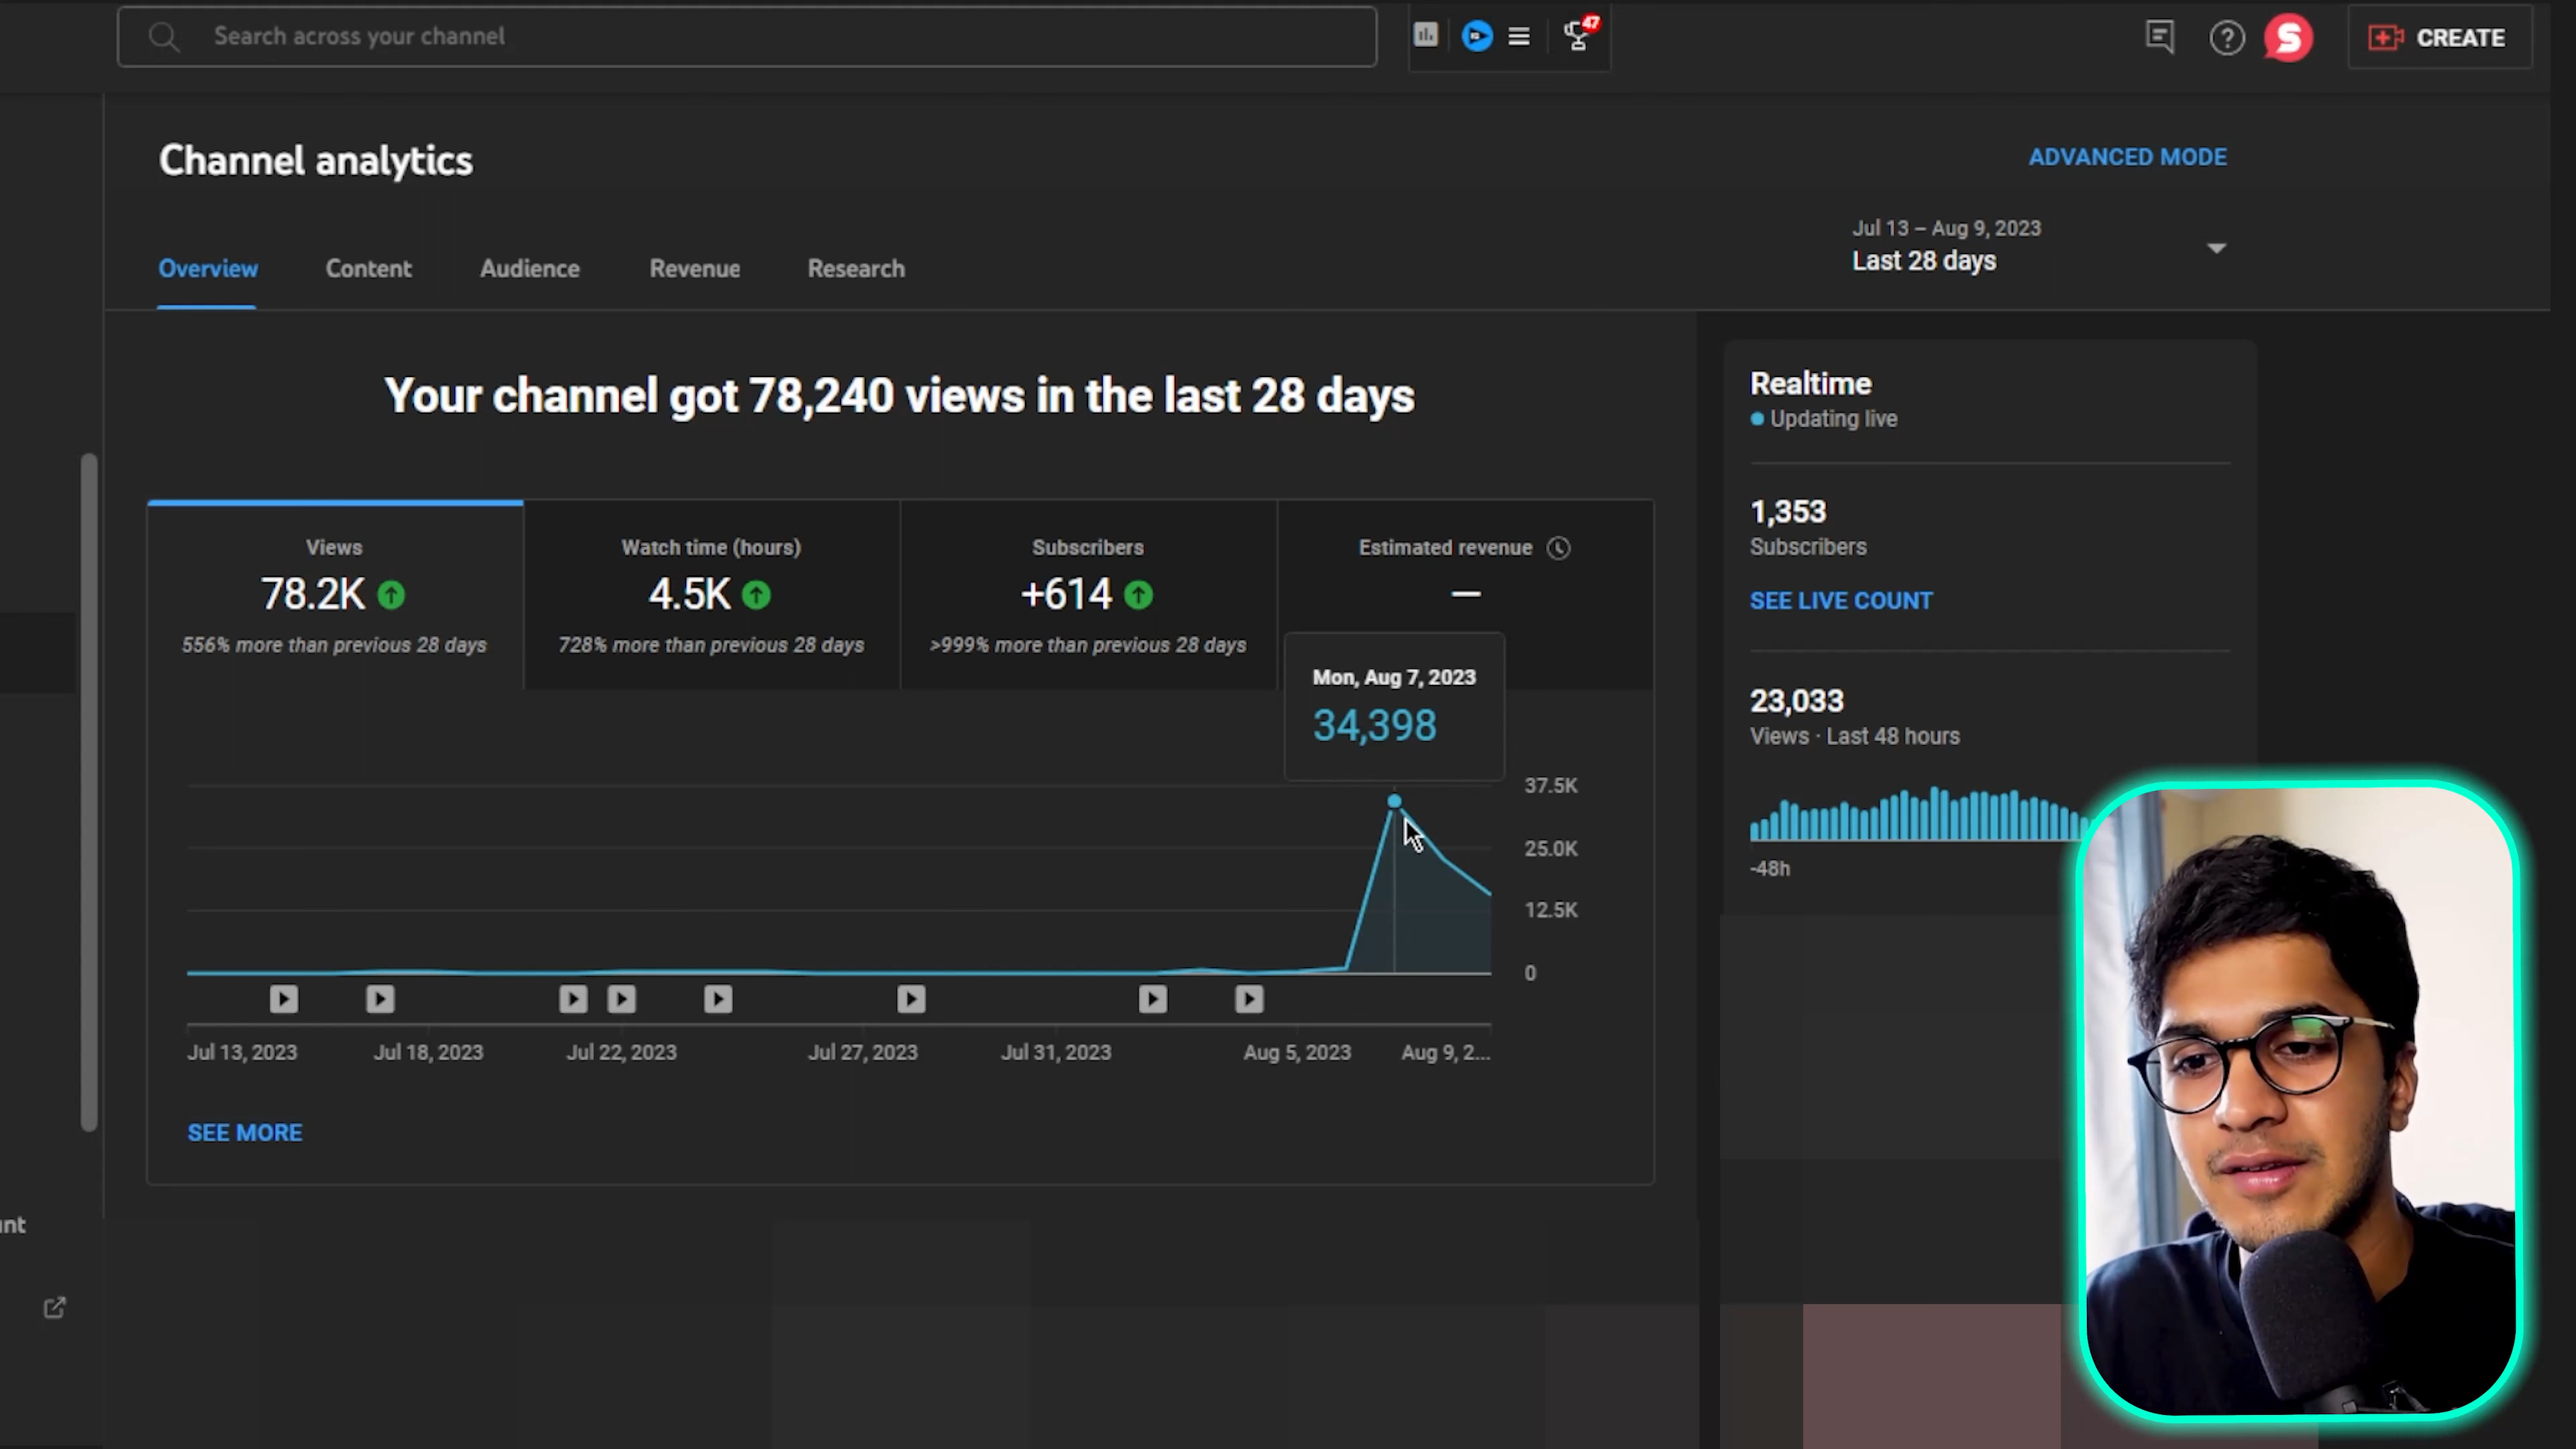 Search across your channel
47
S
CREATE
Channel analytics
ADVANCED MODE
Overview
Content
Audience
Revenue
Research
Jul 13 – Aug 9, 2023
Last 28 days
Your channel got 78,240 views in the last 28 days
Views
78.2K
556% more than previous 28 days
Watch time (hours)
4.5K
728% more than previous 28 days
Subscribers
+614
>999% more than previous 28 days
Estimated revenue
—
Mon, Aug 7, 2023
34,398
37.5K
25.0K
12.5K
0
Jul 13, 2023
Jul 18, 2023
Jul 22, 2023
Jul 27, 2023
Jul 31, 2023
Aug 5, 2023
Aug 9, 2...
SEE MORE
Realtime
Updating live
1,353
Subscribers
SEE LIVE COUNT
23,033
Views · Last 48 hours
-48h
unt